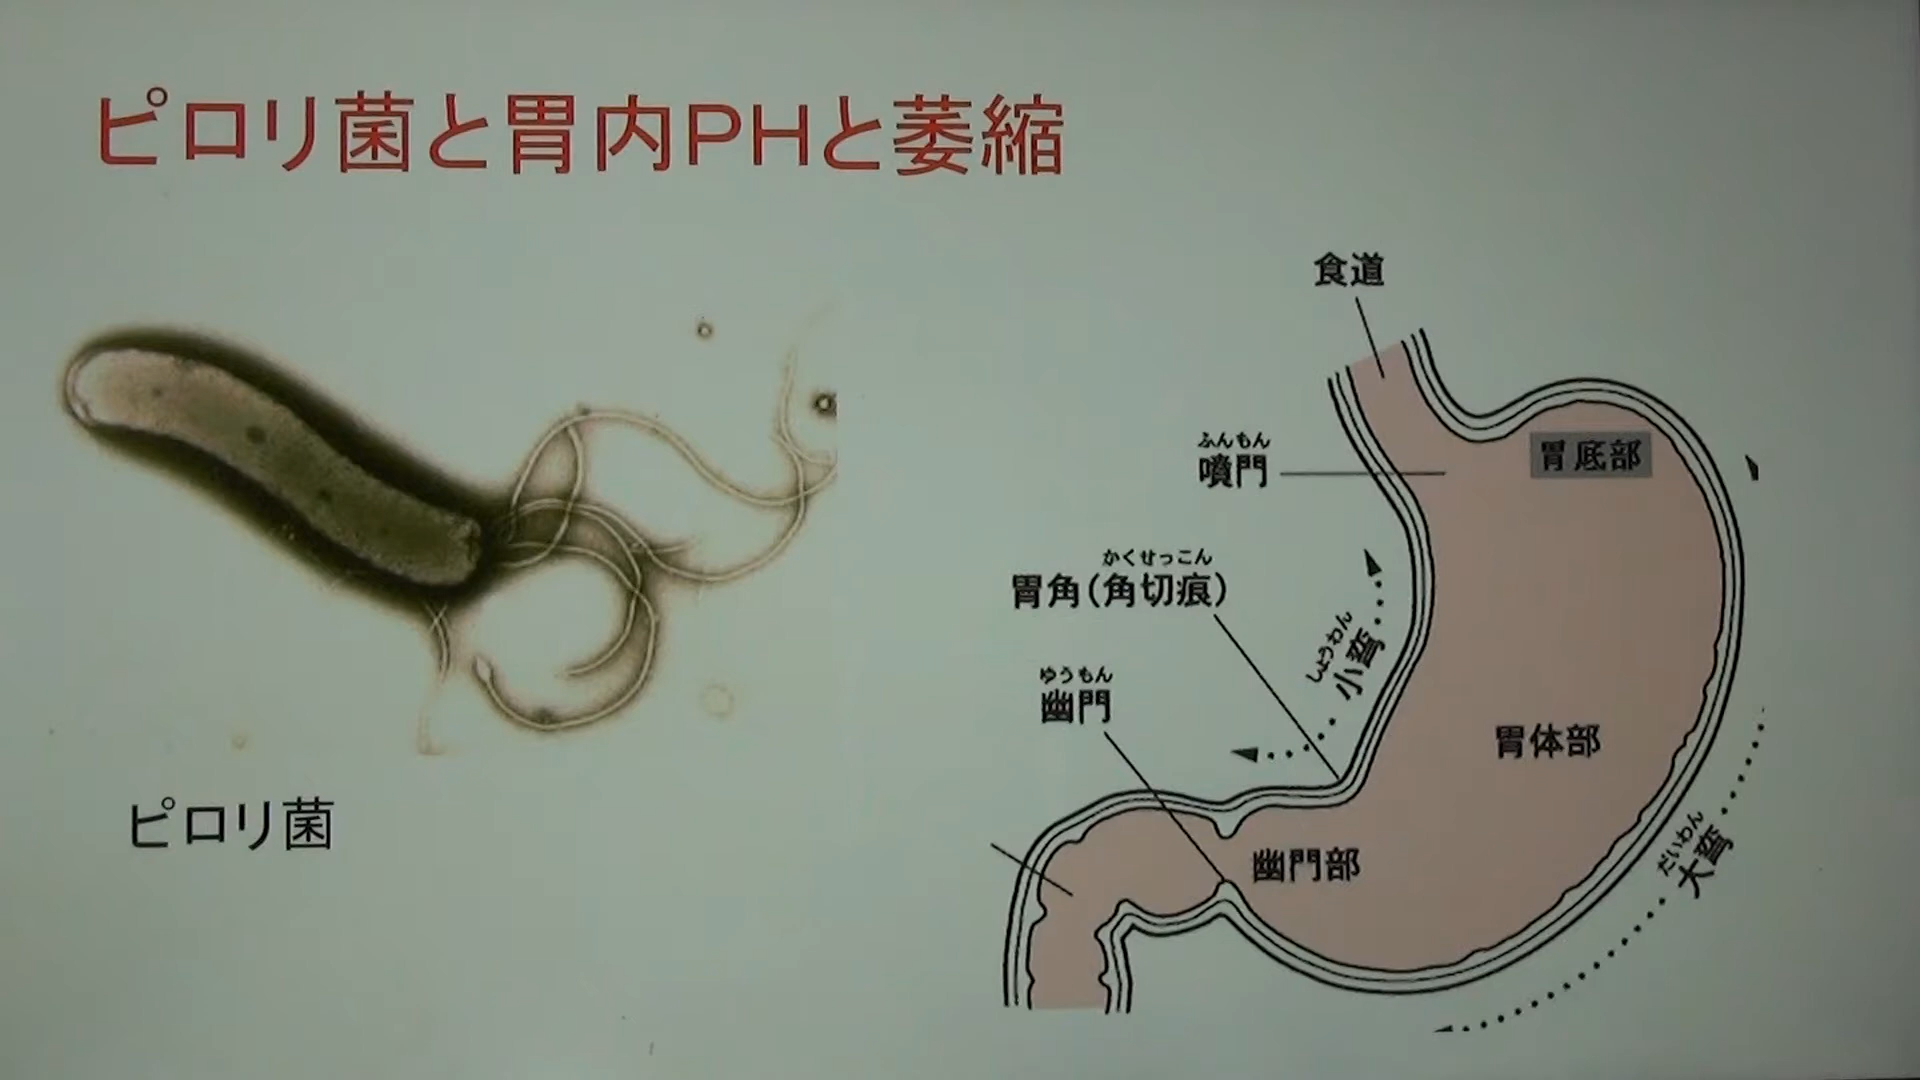 ピロリ菌と胃内PHと萎縮
食道
ふんもん
噴門
胃底部
かくせっこん
胃角(角切痕)
しょうわん
小彎
ゆうもん
幽門
胃体部
幽門部
だいわん
大彎
ピロリ菌